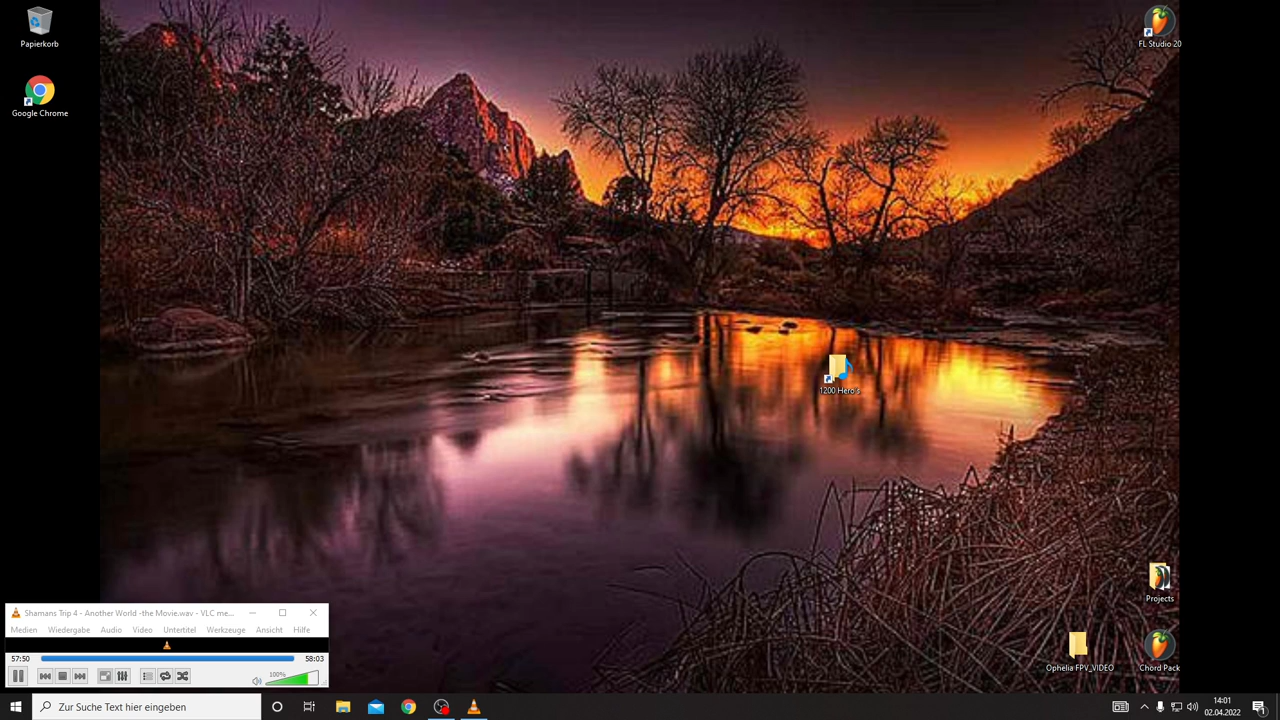 Papierkorb
Google Chrome
FL Studio 20
1200 Hero's
Projects
Ophelia FPV_VIDEO
Chord Pack
Shamans Trip 4 - Another World -the Movie.wav - VLC me...
Medien Wiedergabe Audio Video Untertitel Werkzeuge Ansicht Hilfe
57:50 58:03
100%
Zur Suche Text hier eingeben
14:01
02.04.2022
1